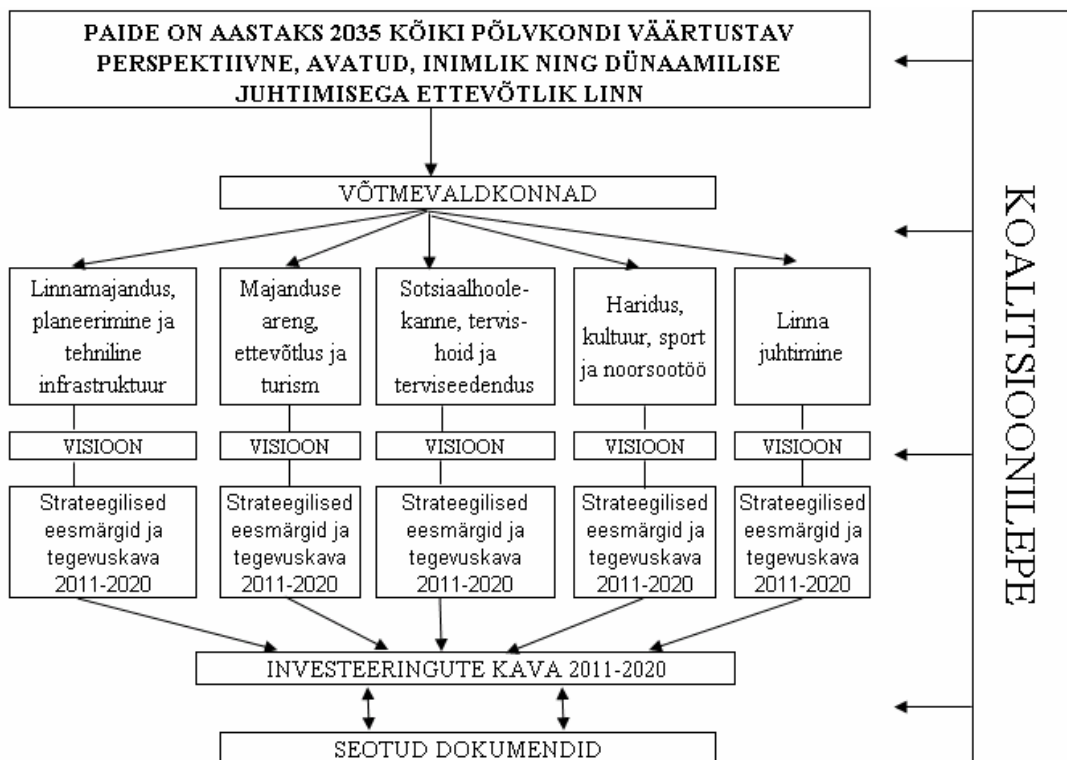 PAIDE ON AASTAKS 2035 KÕIKI PÕLVKONDI VÄÄRTUSTAV
PERSPEKTIIVNE, AVATUD, INIMLIK NING DÜNAAMILISE
JUHTIMISEGA ETTEVÕTLIK LINN
VÕTMEVALDKONNAD
Linnamajandus,
planeerimine ja
tehniline
infrastruktuur
Majanduse
areng,
ettevõtlus ja
turism
Sotsiaalhoole-
kanne, tervis-
hoid ja
terviseedendus
Haridus,
kultuur, sport
ja noorsootöö
Linna
juhtimine
VISIOON
VISIOON
VISIOON
VISIOON
VISIOON
Strateegilised
eesmärgid ja
tegevuskava
2011-2020
Strateegilised
eesmärgid ja
tegevuskava
2011-2020
Strateegilised
eesmärgid ja
tegevuskava
2011-2020
Strateegilised
eesmärgid ja
tegevuskava
2011-2020
Strateegilised
eesmärgid ja
tegevuskava
2011-2020
INVESTEERINGUTE KAVA 2011-2020
SEOTUD DOKUMENDID
KOALITSIOONILEPE